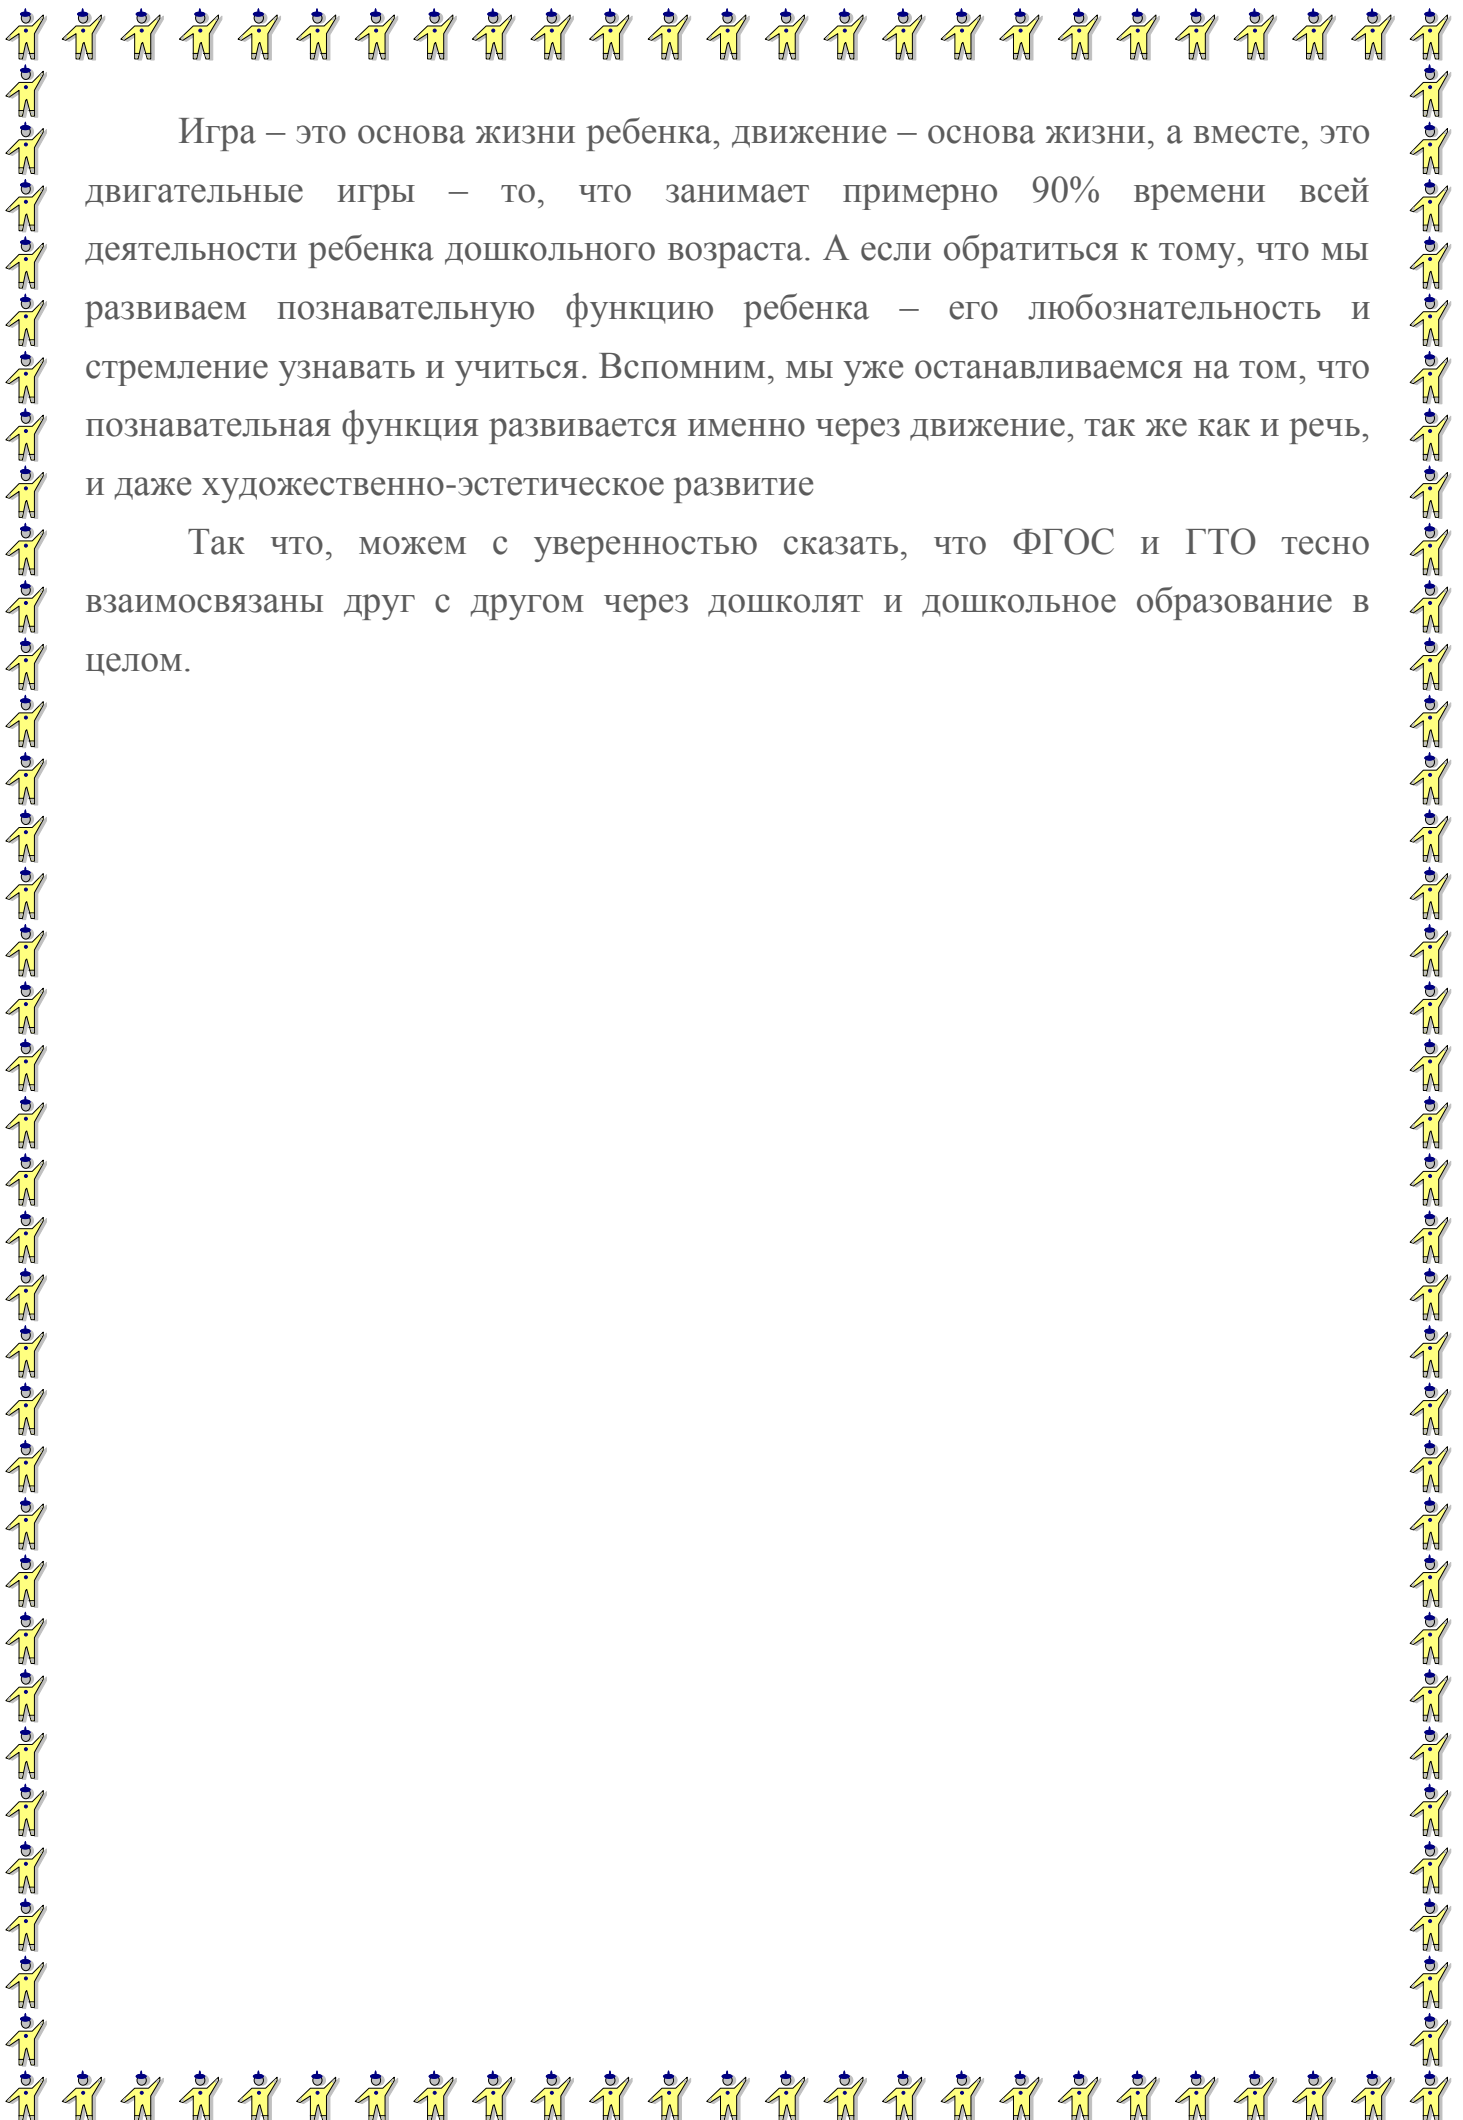 Игра – это основа жизни ребенка, движение – основа жизни, а вместе, это
двигательные игры – то, что занимает примерно 90% времени всей
деятельности ребенка дошкольного возраста. А если обратиться к тому, что мы
развиваем познавательную функцию ребенка – его любознательность и
стремление узнавать и учиться. Вспомним, мы уже останавливаемся на том, что
познавательная функция развивается именно через движение, так же как и речь,
и даже художественно-эстетическое развитие
Так что, можем с уверенностью сказать, что ФГОС и ГТО тесно
взаимосвязаны друг с другом через дошколят и дошкольное образование в
целом.